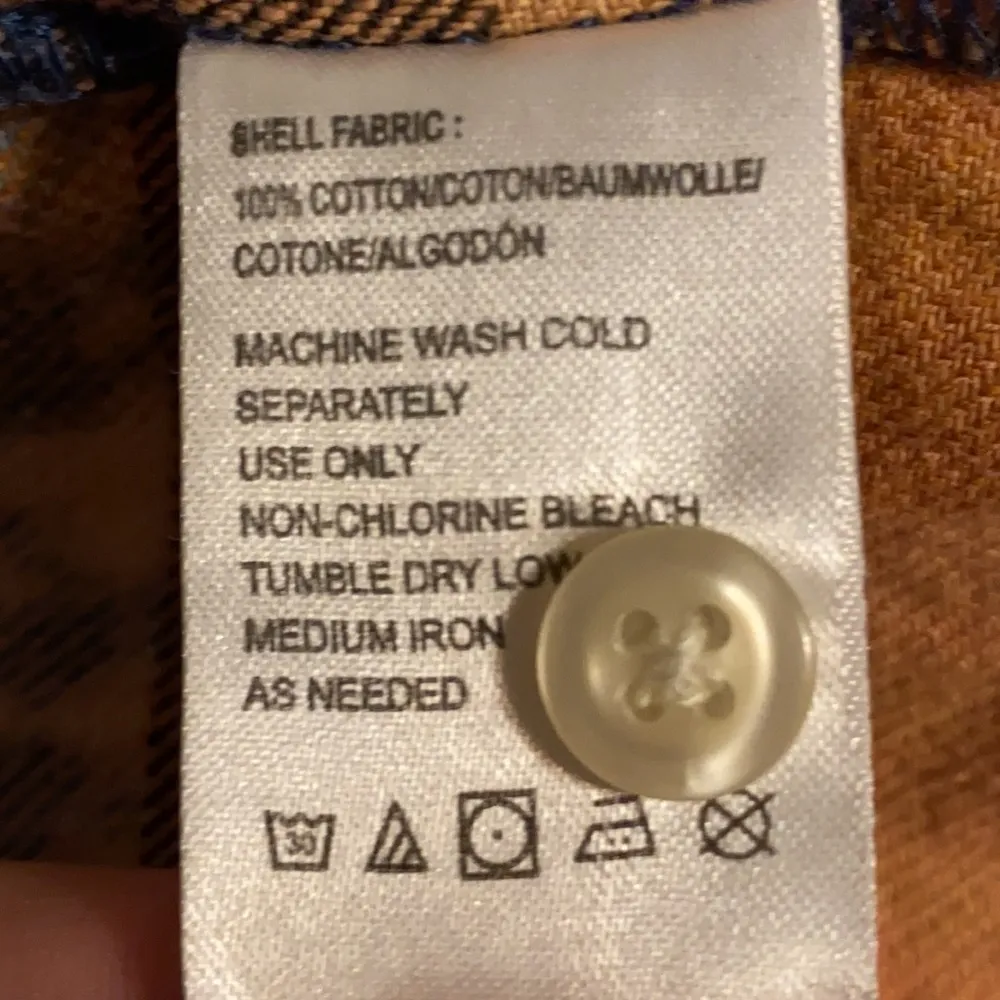 SHELL FABRIC :
100% COTTON/COTON/BAUMWOLLE/
COTONE/ALGODÓN
MACHINE WASH COLD
SEPARATELY
USE ONLY
NON-CHLORINE BLEACH
TUMBLE DRY LOW
MEDIUM IRON
AS NEEDED
30